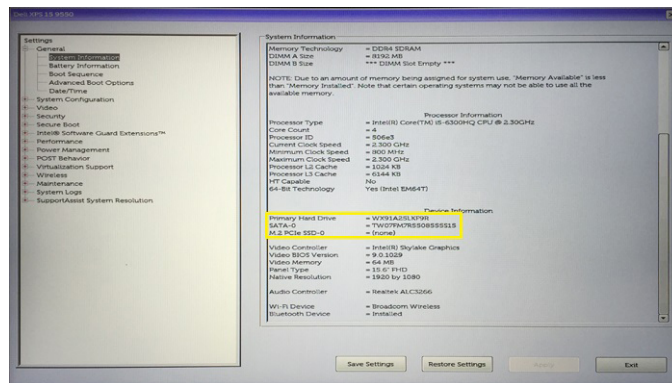 Dell XPS 15 9550
Settings
General
System Information
Battery Information
Boot Sequence
Advanced Boot Options
Date/Time
System Configuration
Video
Security
Secure Boot
Intel® Software Guard Extensions™
Performance
Power Management
POST Behavior
Virtualization Support
Wireless
Maintenance
System Logs
SupportAssist System Resolution
System Information
Memory Technology = DDR4 SDRAM
DIMM A Size = 8192 MB
DIMM B Size *** DIMM Slot Empty ***
NOTE: Due to an amount of memory being assigned for system use, "Memory Available" is less
than "Memory Installed". Note that certain operating systems may not be able to use all the
available memory.
Processor Information
Processor Type = Intel(R) Core(TM) i5-6300HQ CPU @ 2.30GHz
Core Count = 4
Processor ID = 506e3
Current Clock Speed = 2.300 GHz
Minimum Clock Speed = 800 MHz
Maximum Clock Speed = 2.300 GHz
Processor L2 Cache = 1024 KB
Processor L3 Cache = 6144 KB
HT Capable No
64-Bit Technology Yes (Intel EM64T)
Device Information
Primary Hard Drive
SATA-0
M.2 PCIe SSD-0 = (none)
Video Controller = Intel(R) Skylake Graphics
Video BIOS Version = 9.0.1029
Video Memory = 64 MB
Panel Type = 15.6" FHD
Native Resolution = 1920 by 1080
Audio Controller = Realtek ALC3266
Wi-Fi Device = Broadcom Wireless
Bluetooth Device = Installed
Save Settings
Restore Settings
Apply
Exit